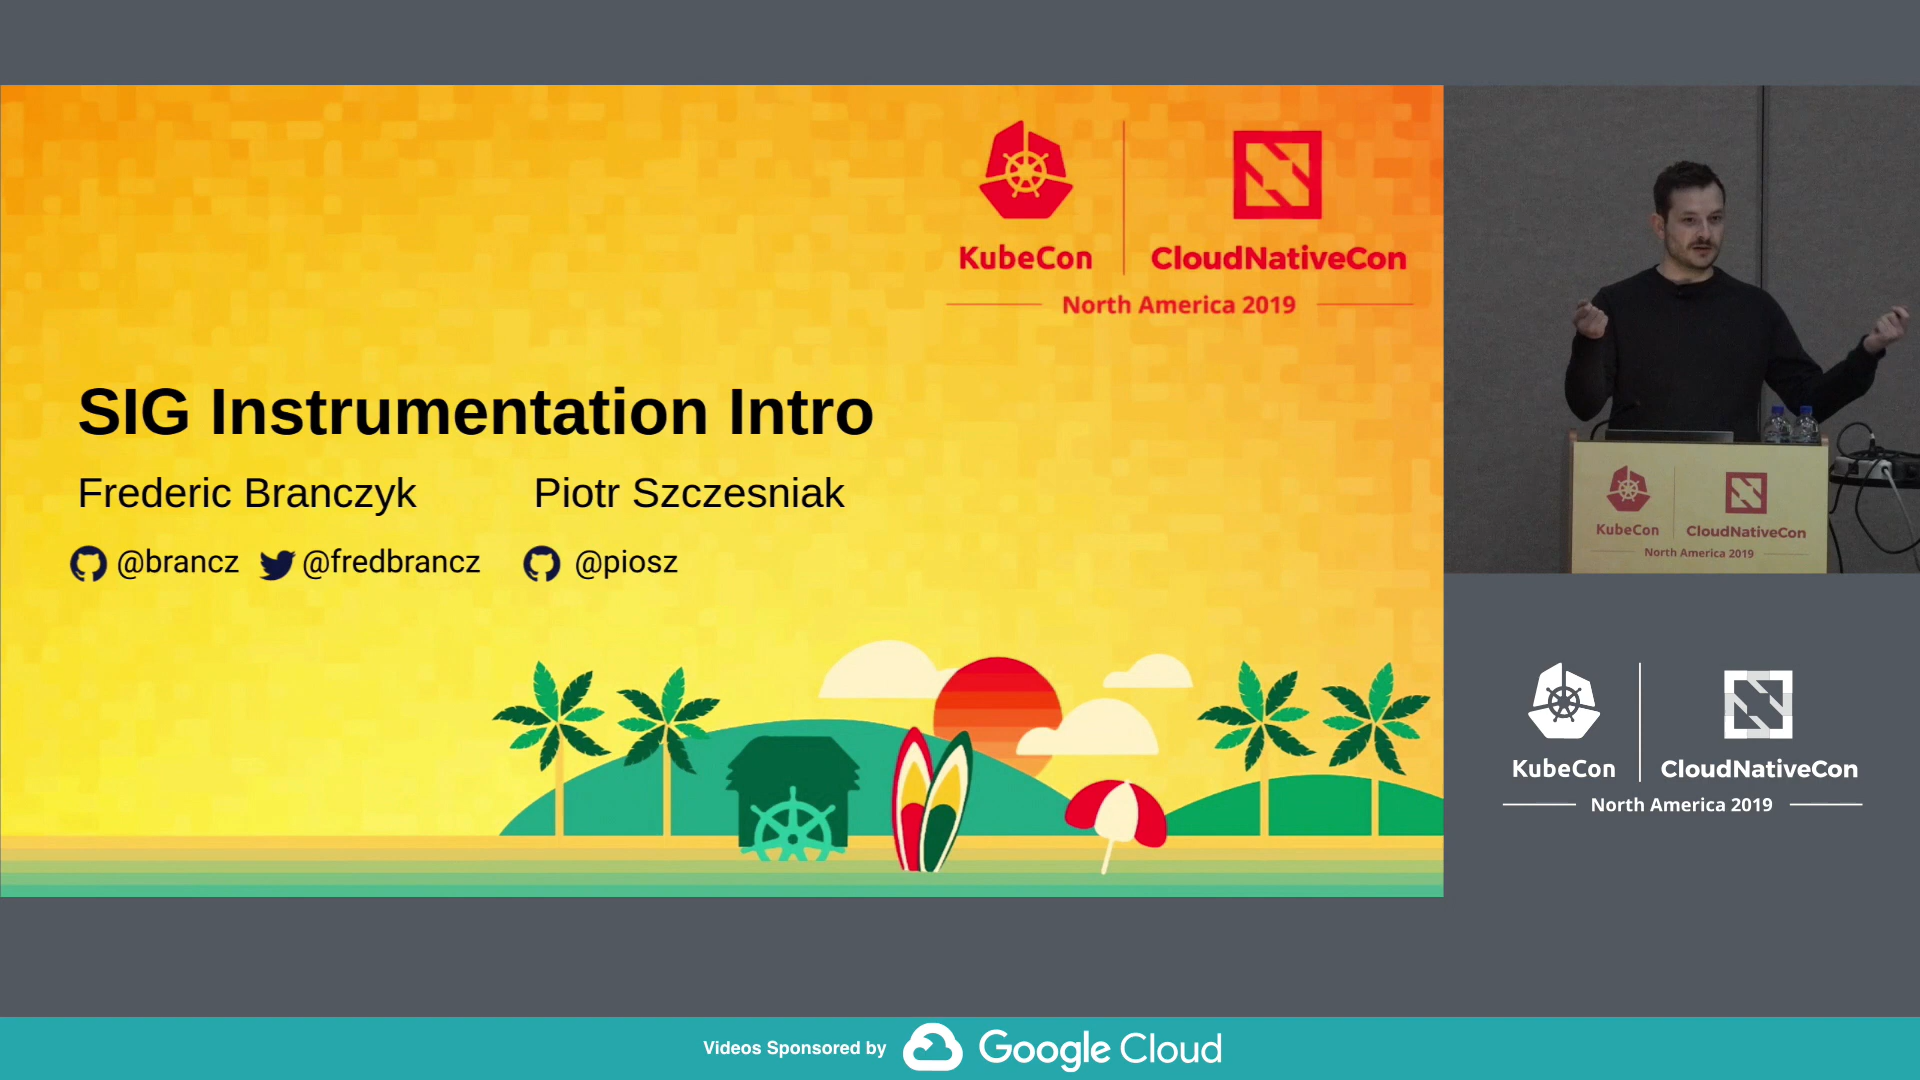 KubeCon
CloudNativeCon
North America 2019
SIG Instrumentation Intro
Frederic Branczyk
Piotr Szczesniak
@brancz
@fredbrancz
@piosz
KubeCon
CloudNativeCon
North America 2019
KubeCon
CloudNativeCon
North America 2019
Videos Sponsored by
Google Cloud